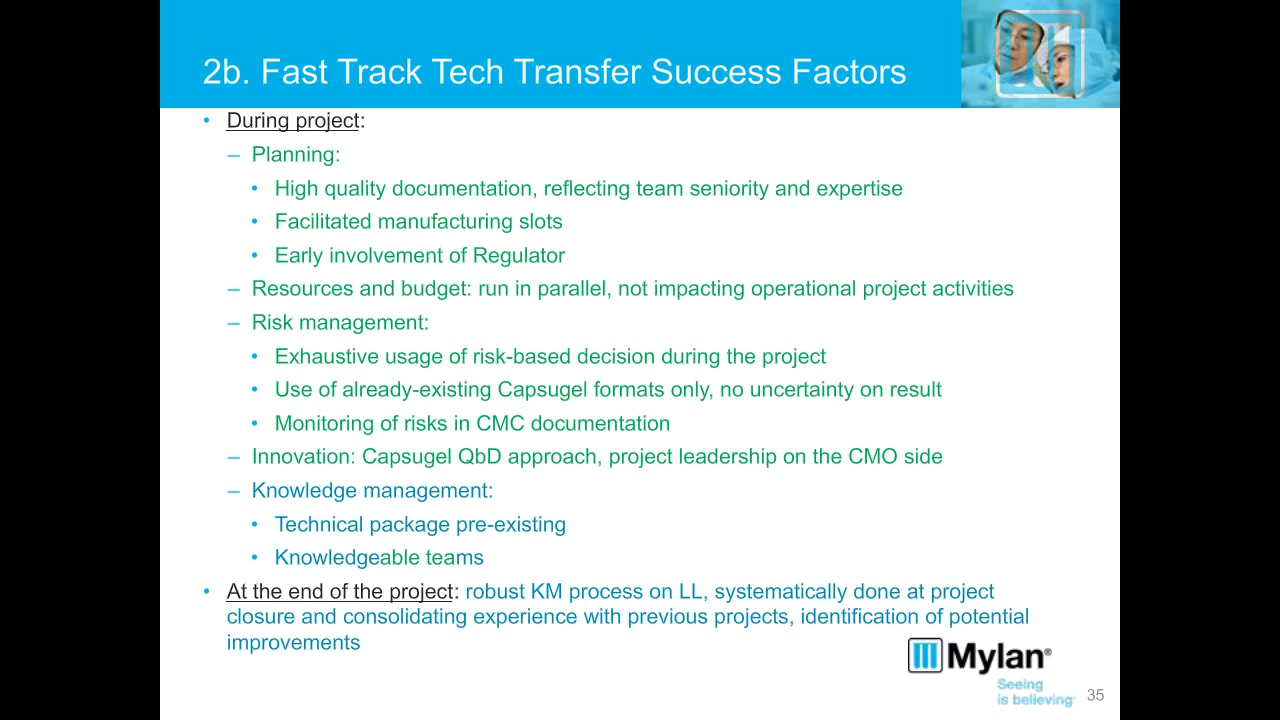 2b. Fast Track Tech Transfer Success Factors
• During project:
– Planning:
• High quality documentation, reflecting team seniority and expertise
• Facilitated manufacturing slots
• Early involvement of Regulator
– Resources and budget: run in parallel, not impacting operational project activities
– Risk management:
• Exhaustive usage of risk-based decision during the project
• Use of already-existing Capsugel formats only, no uncertainty on result
• Monitoring of risks in CMC documentation
– Innovation: Capsugel QbD approach, project leadership on the CMO side
– Knowledge management:
• Technical package pre-existing
• Knowledgeable teams
• At the end of the project: robust KM process on LL, systematically done at project
closure and consolidating experience with previous projects, identification of potential
improvements
Mylan®
Seeing
is believing
35